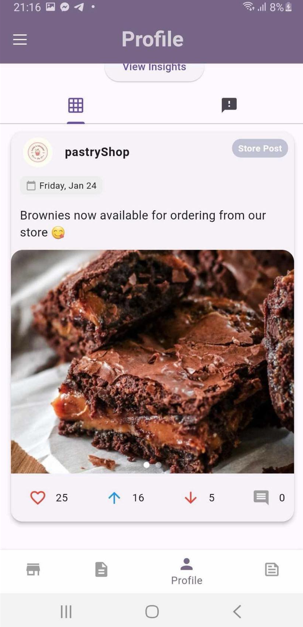 21:16
8%
Profile
View Insights
pastryShop
Store Post
Friday, Jan 24
Brownies now available for ordering from our
store 😋
25
16
5
0
Profile